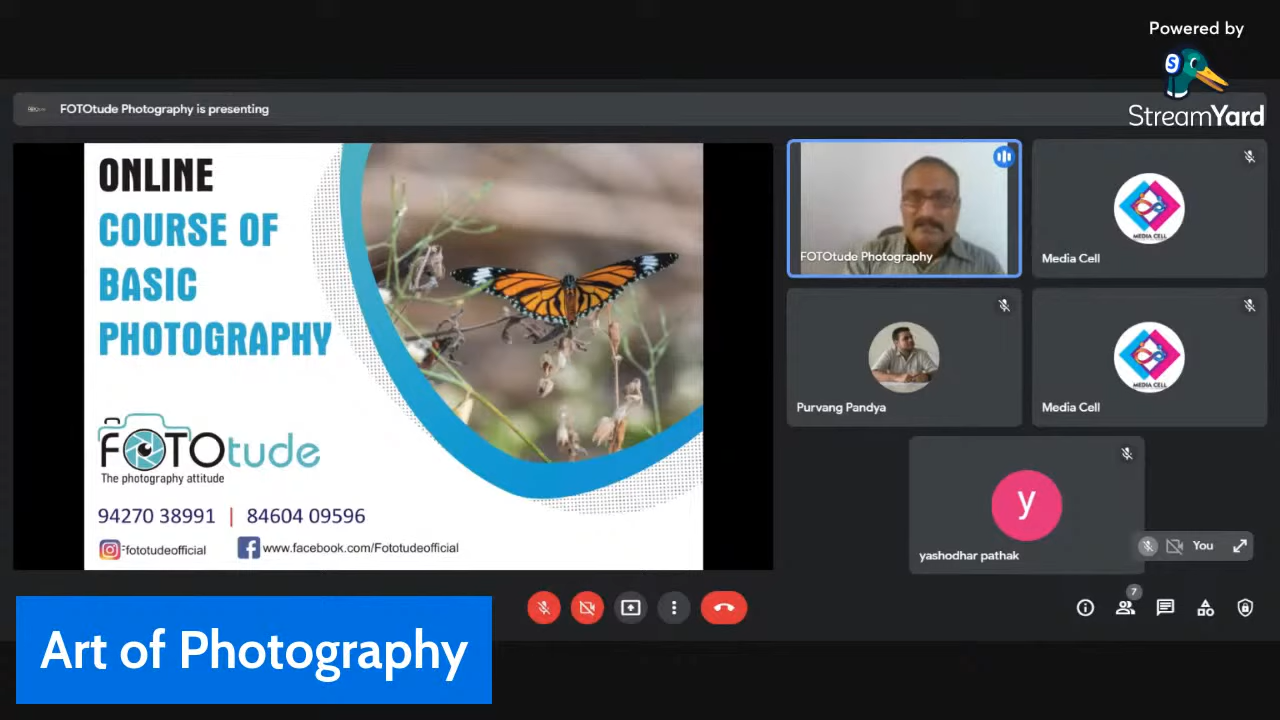 Powered by
StreamYard
FOTOtude Photography is presenting
ONLINE
COURSE OF
BASIC
PHOTOGRAPHY
FOTOtude
The photography attitude
94270 38991 | 84604 09596
fototudeofficial
www.facebook.com/Fototudeofficial
FOTOtude Photography
MEDIA CELL
Media Cell
Purvang Pandya
MEDIA CELL
Media Cell
y
yashodhar pathak
You
7
Art of Photography